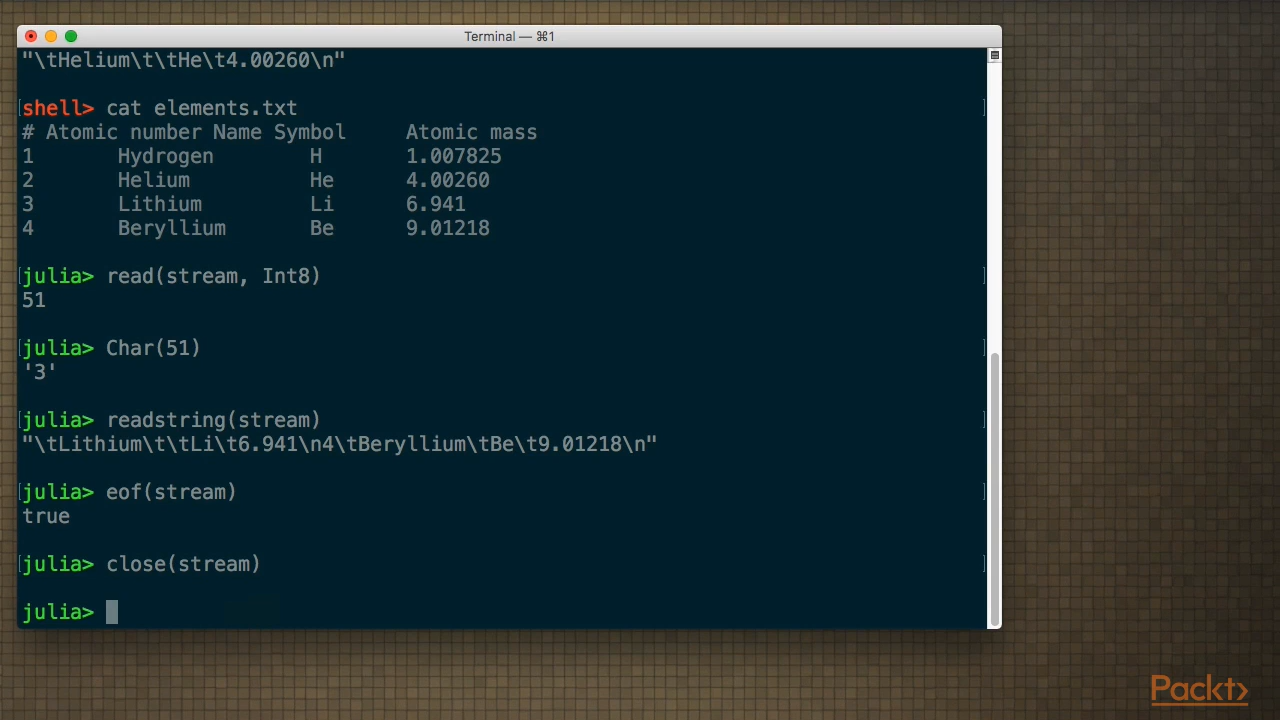 Terminal — ⌘1
"\tHelium\t\tHe\t4.00260\n"
shell> cat elements.txt
# Atomic number Name Symbol     Atomic mass
1       Hydrogen        H       1.007825
2       Helium          He      4.00260
3       Lithium         Li      6.941
4       Beryllium       Be      9.01218
julia> read(stream, Int8)
51
julia> Char(51)
'3'
julia> readstring(stream)
"\tLithium\t\tLi\t6.941\n4\tBeryllium\tBe\t9.01218\n"
julia> eof(stream)
true
julia> close(stream)
julia>
Packt>